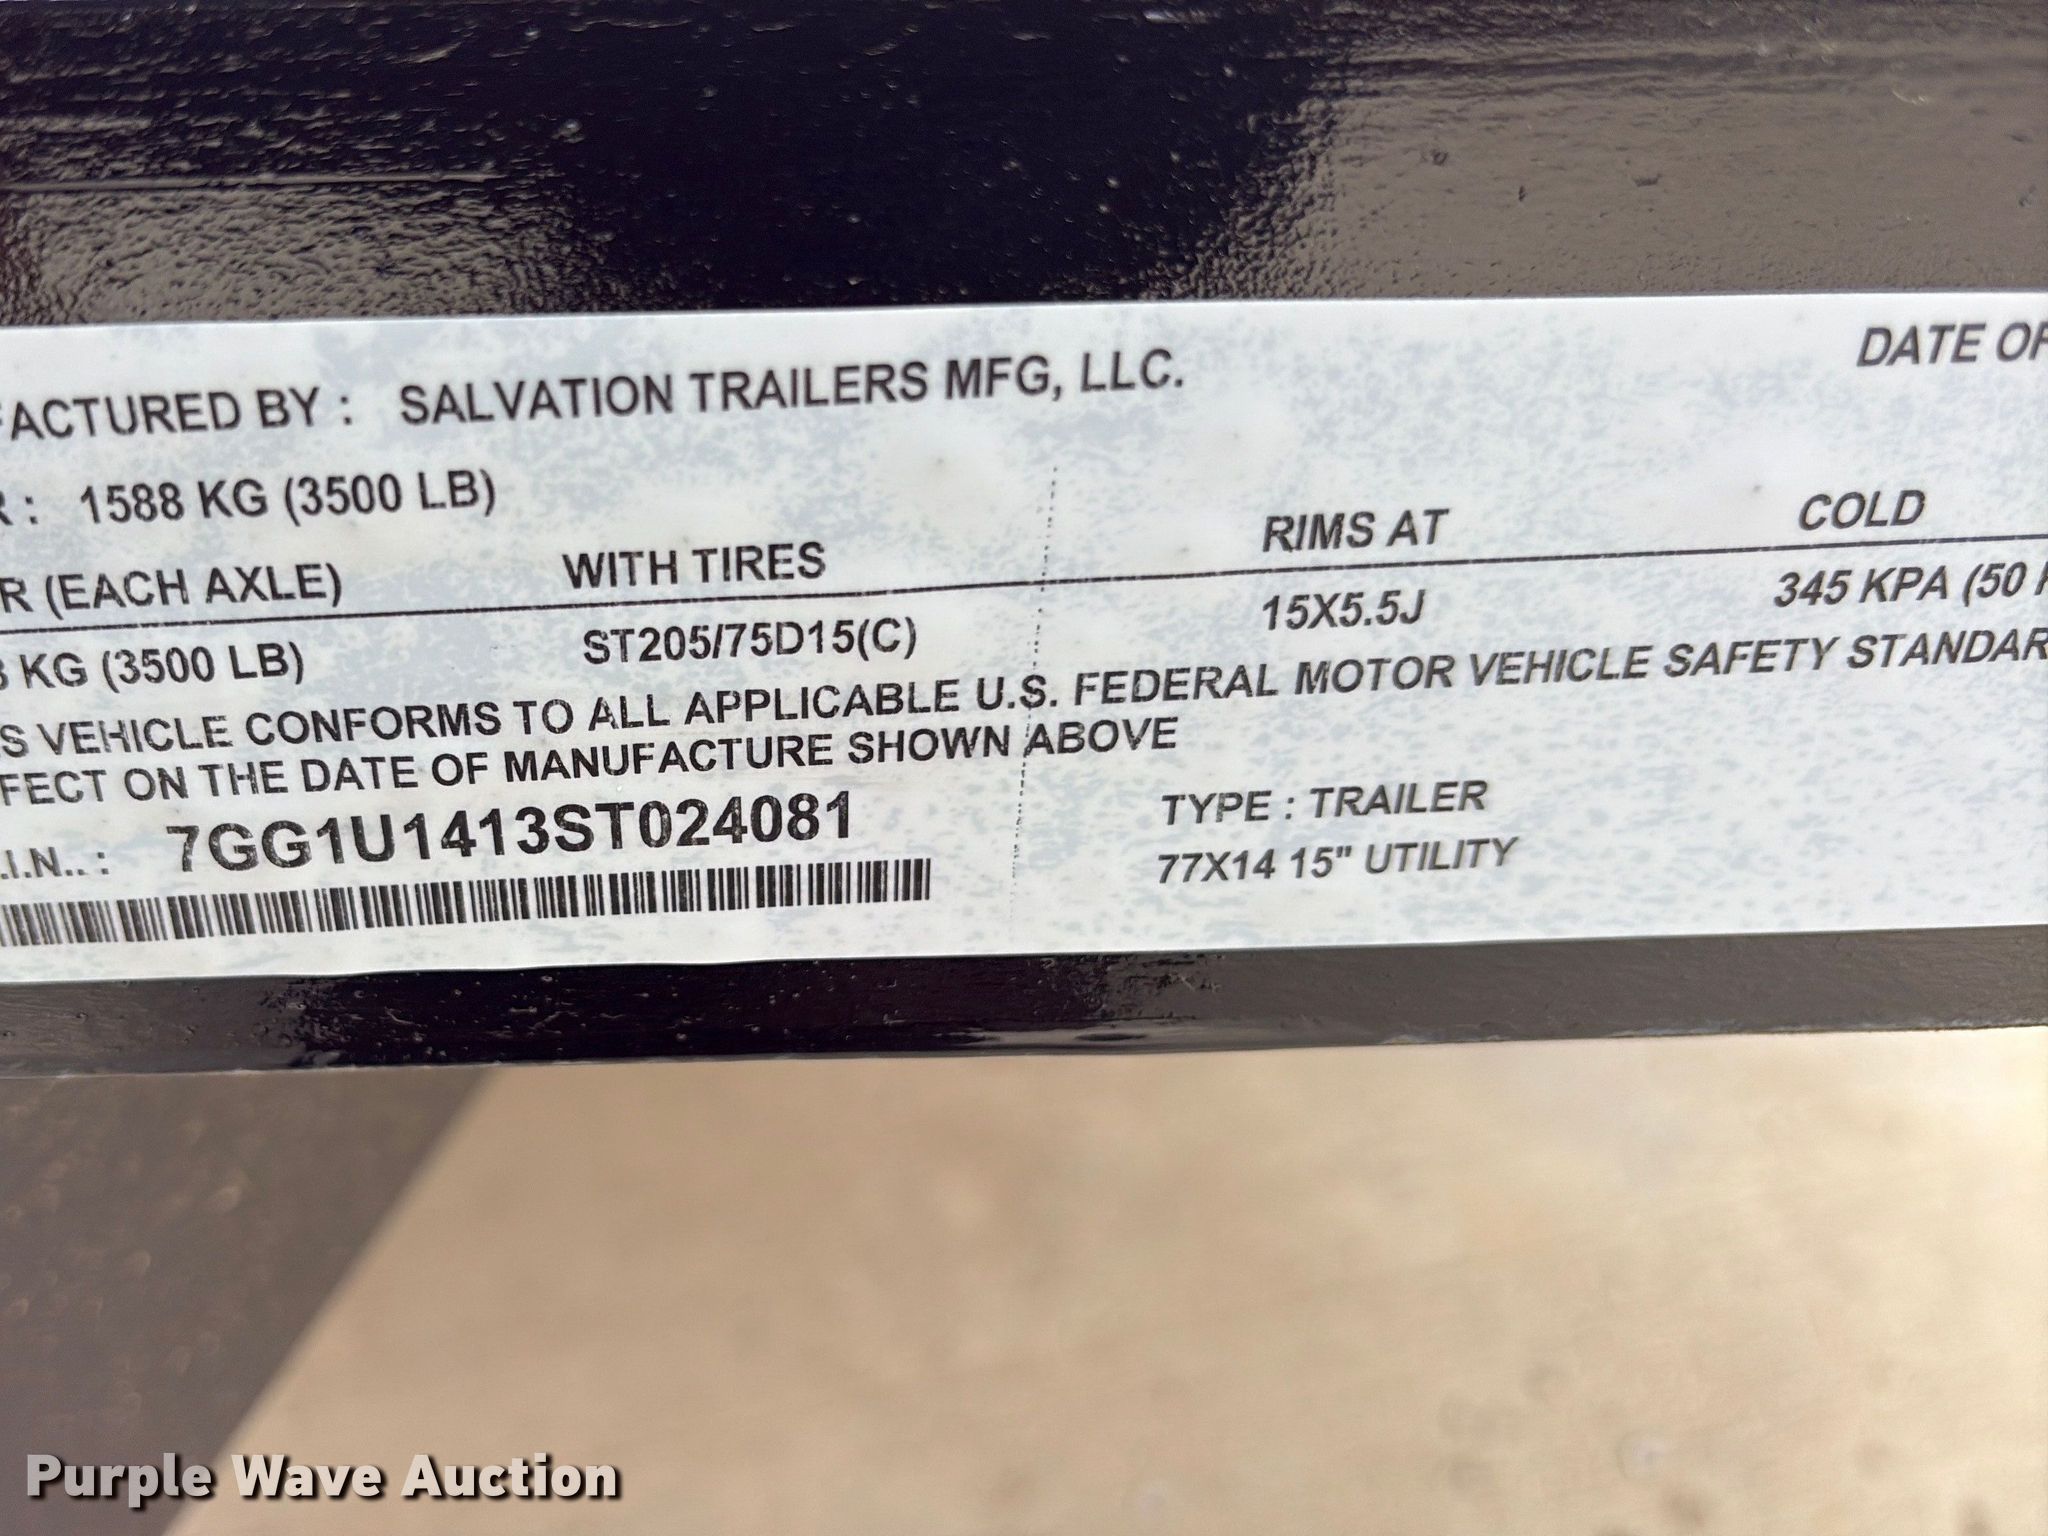 FACTURED BY : SALVATION TRAILERS MFG, LLC. DATE OF
R : 1588 KG (3500 LB)
R (EACH AXLE) WITH TIRES RIMS AT COLD
8 KG (3500 LB) ST205/75D15(C) 15X5.5J 345 KPA (50
S VEHICLE CONFORMS TO ALL APPLICABLE U.S. FEDERAL MOTOR VEHICLE SAFETY STANDAR
FECT ON THE DATE OF MANUFACTURE SHOWN ABOVE
.I.N.. : 7GG1U1413ST024081 TYPE : TRAILER
77X14 15" UTILITY
Purple Wave Auction